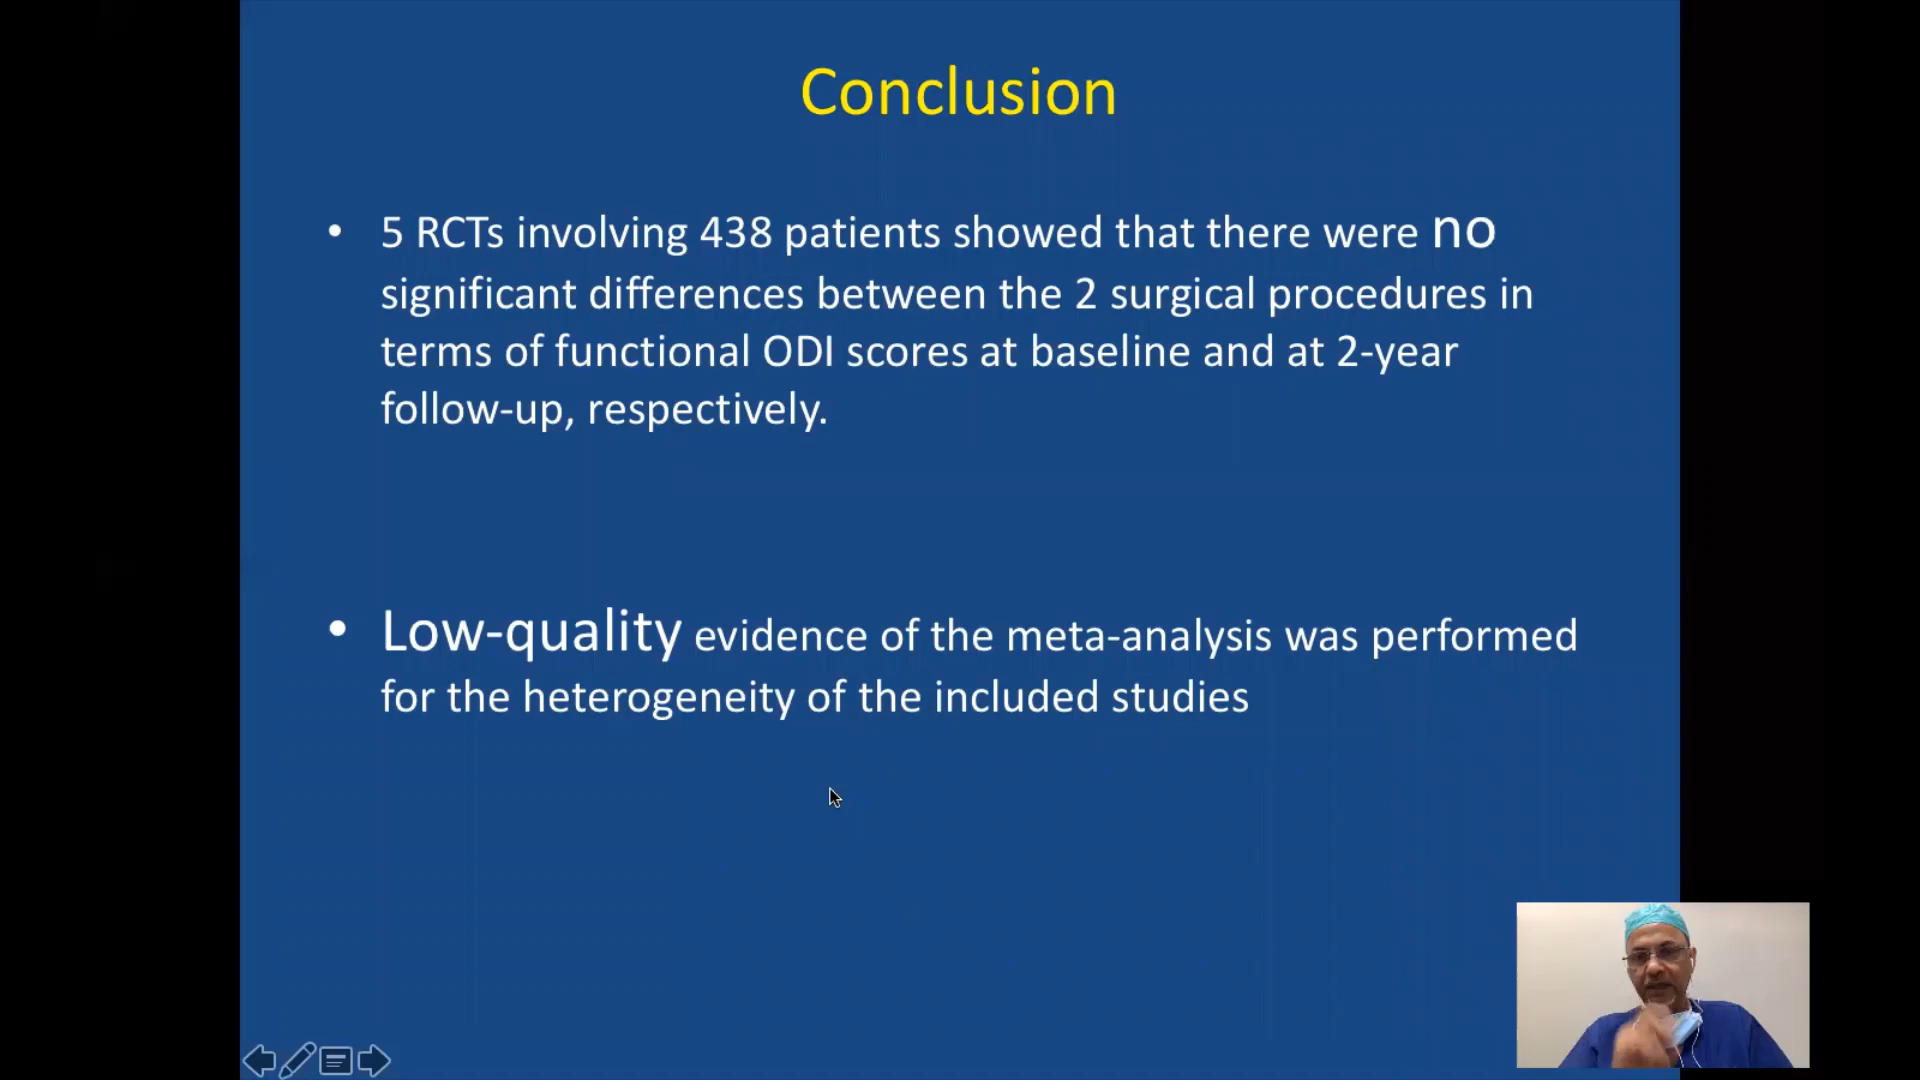 Conclusion
• 5 RCTs involving 438 patients showed that there were no
significant differences between the 2 surgical procedures in
terms of functional ODI scores at baseline and at 2-year
follow-up, respectively.
• Low-quality evidence of the meta-analysis was performed
for the heterogeneity of the included studies